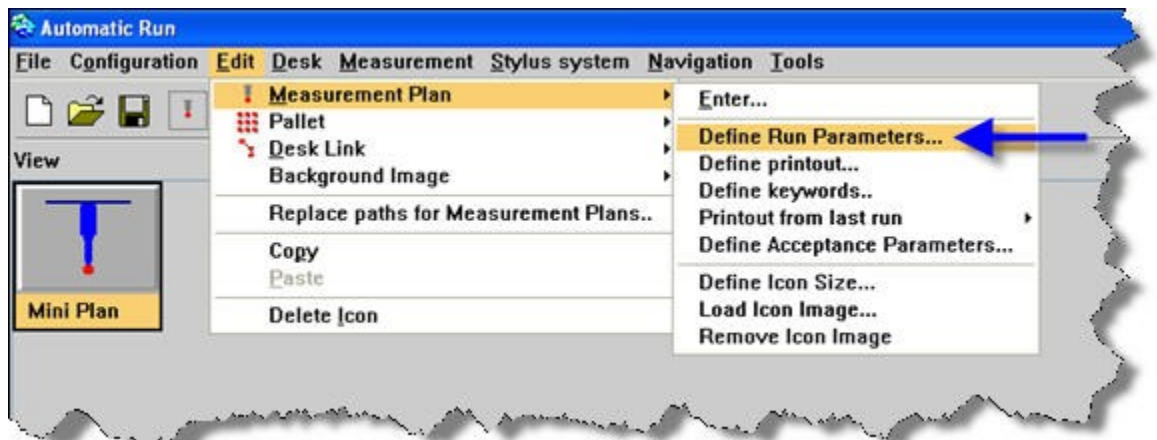 Automatic Run
File Configuration Edit Desk Measurement Stylus system Navigation Tools
View
Mini Plan
Measurement Plan
Pallet
Desk Link
Background Image
Replace paths for Measurement Plans..
Copy
Paste
Delete Icon
Enter...
Define Run Parameters...
Define printout...
Define keywords..
Printout from last run
Define Acceptance Parameters...
Define Icon Size...
Load Icon Image...
Remove Icon Image